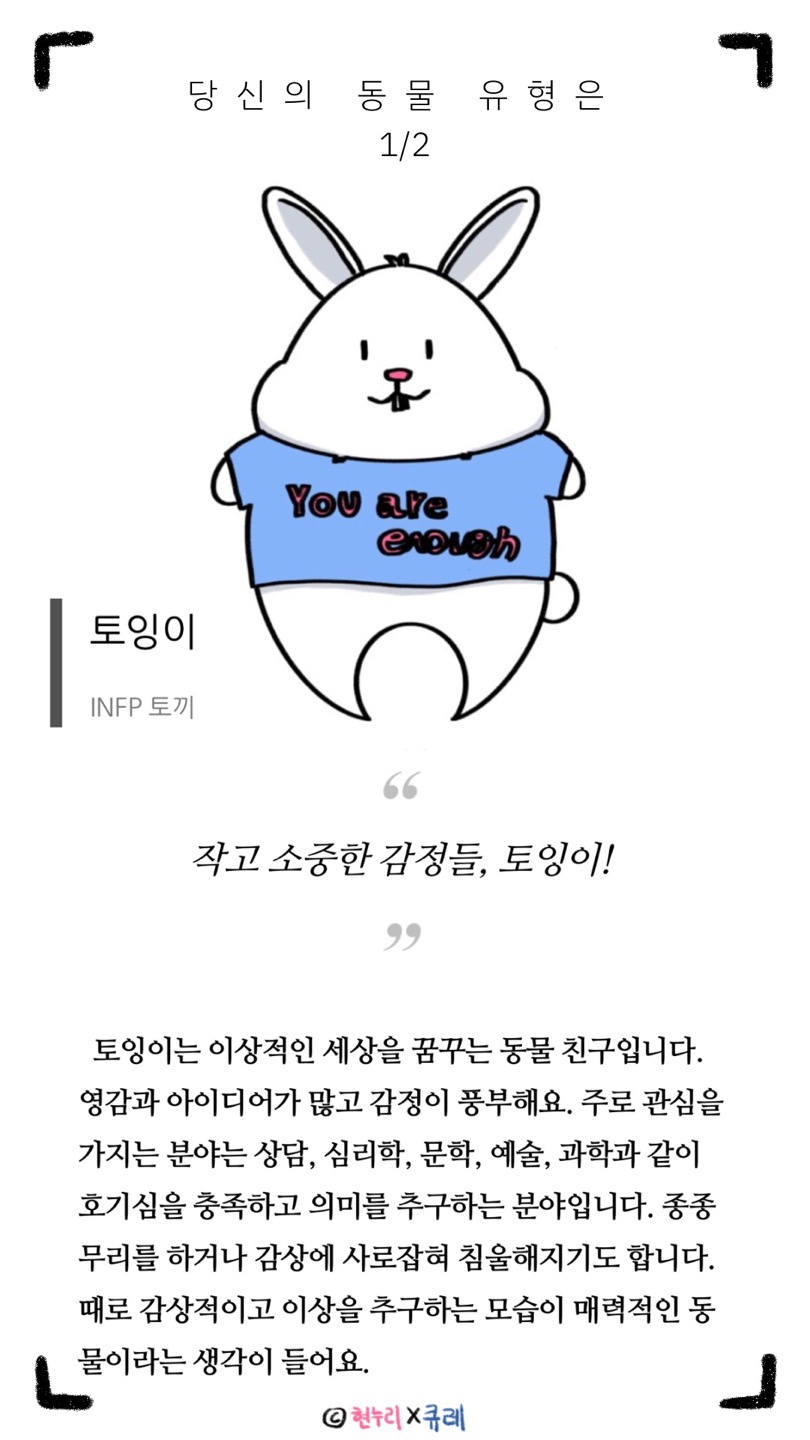 당신의 동물 유형은
1/2
You are
enough
토잉이
INFP 토끼
“
작고 소중한 감정들, 토잉이!
”
토잉이는 이상적인 세상을 꿈꾸는 동물 친구입니다.
영감과 아이디어가 많고 감정이 풍부해요. 주로 관심을
가지는 분야는 상담, 심리학, 문학, 예술, 과학과 같이
호기심을 충족하고 의미를 추구하는 분야입니다. 종종
무리를 하거나 감상에 사로잡혀 침울해지기도 합니다.
때로 감상적이고 이상을 추구하는 모습이 매력적인 동
물이라는 생각이 들어요.
©현누리X큐레